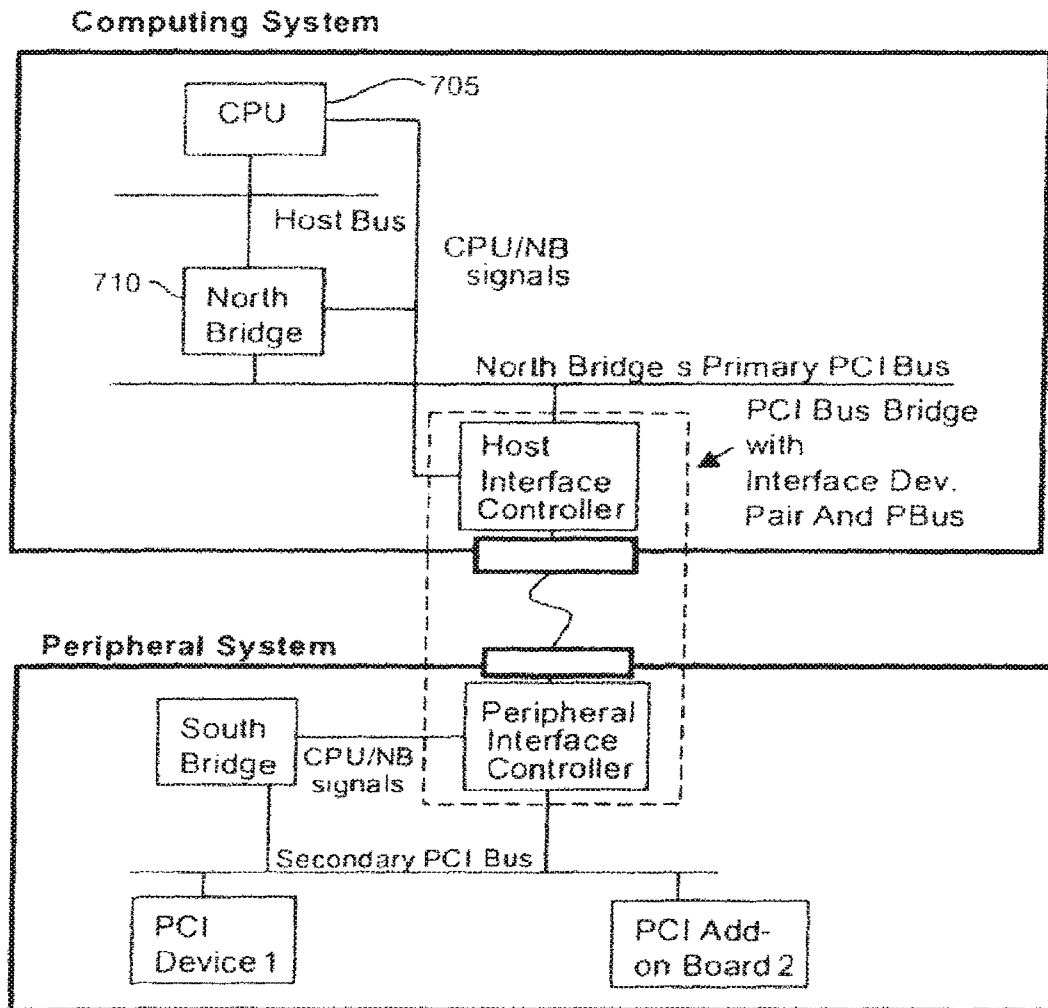 Computing System
705
CPU
Host Bus
CPU/NB
signals
710
North
Bridge
North Bridge s Primary PCI Bus
PCI Bus Bridge
with
Interface Dev.
Pair And PBus
Host
Interface
Controller
Peripheral System
South
Bridge
CPU/NB
signals
Peripheral
Interface
Controller
Secondary PCI Bus
PCI
Device 1
PCI Add-
on Board 2